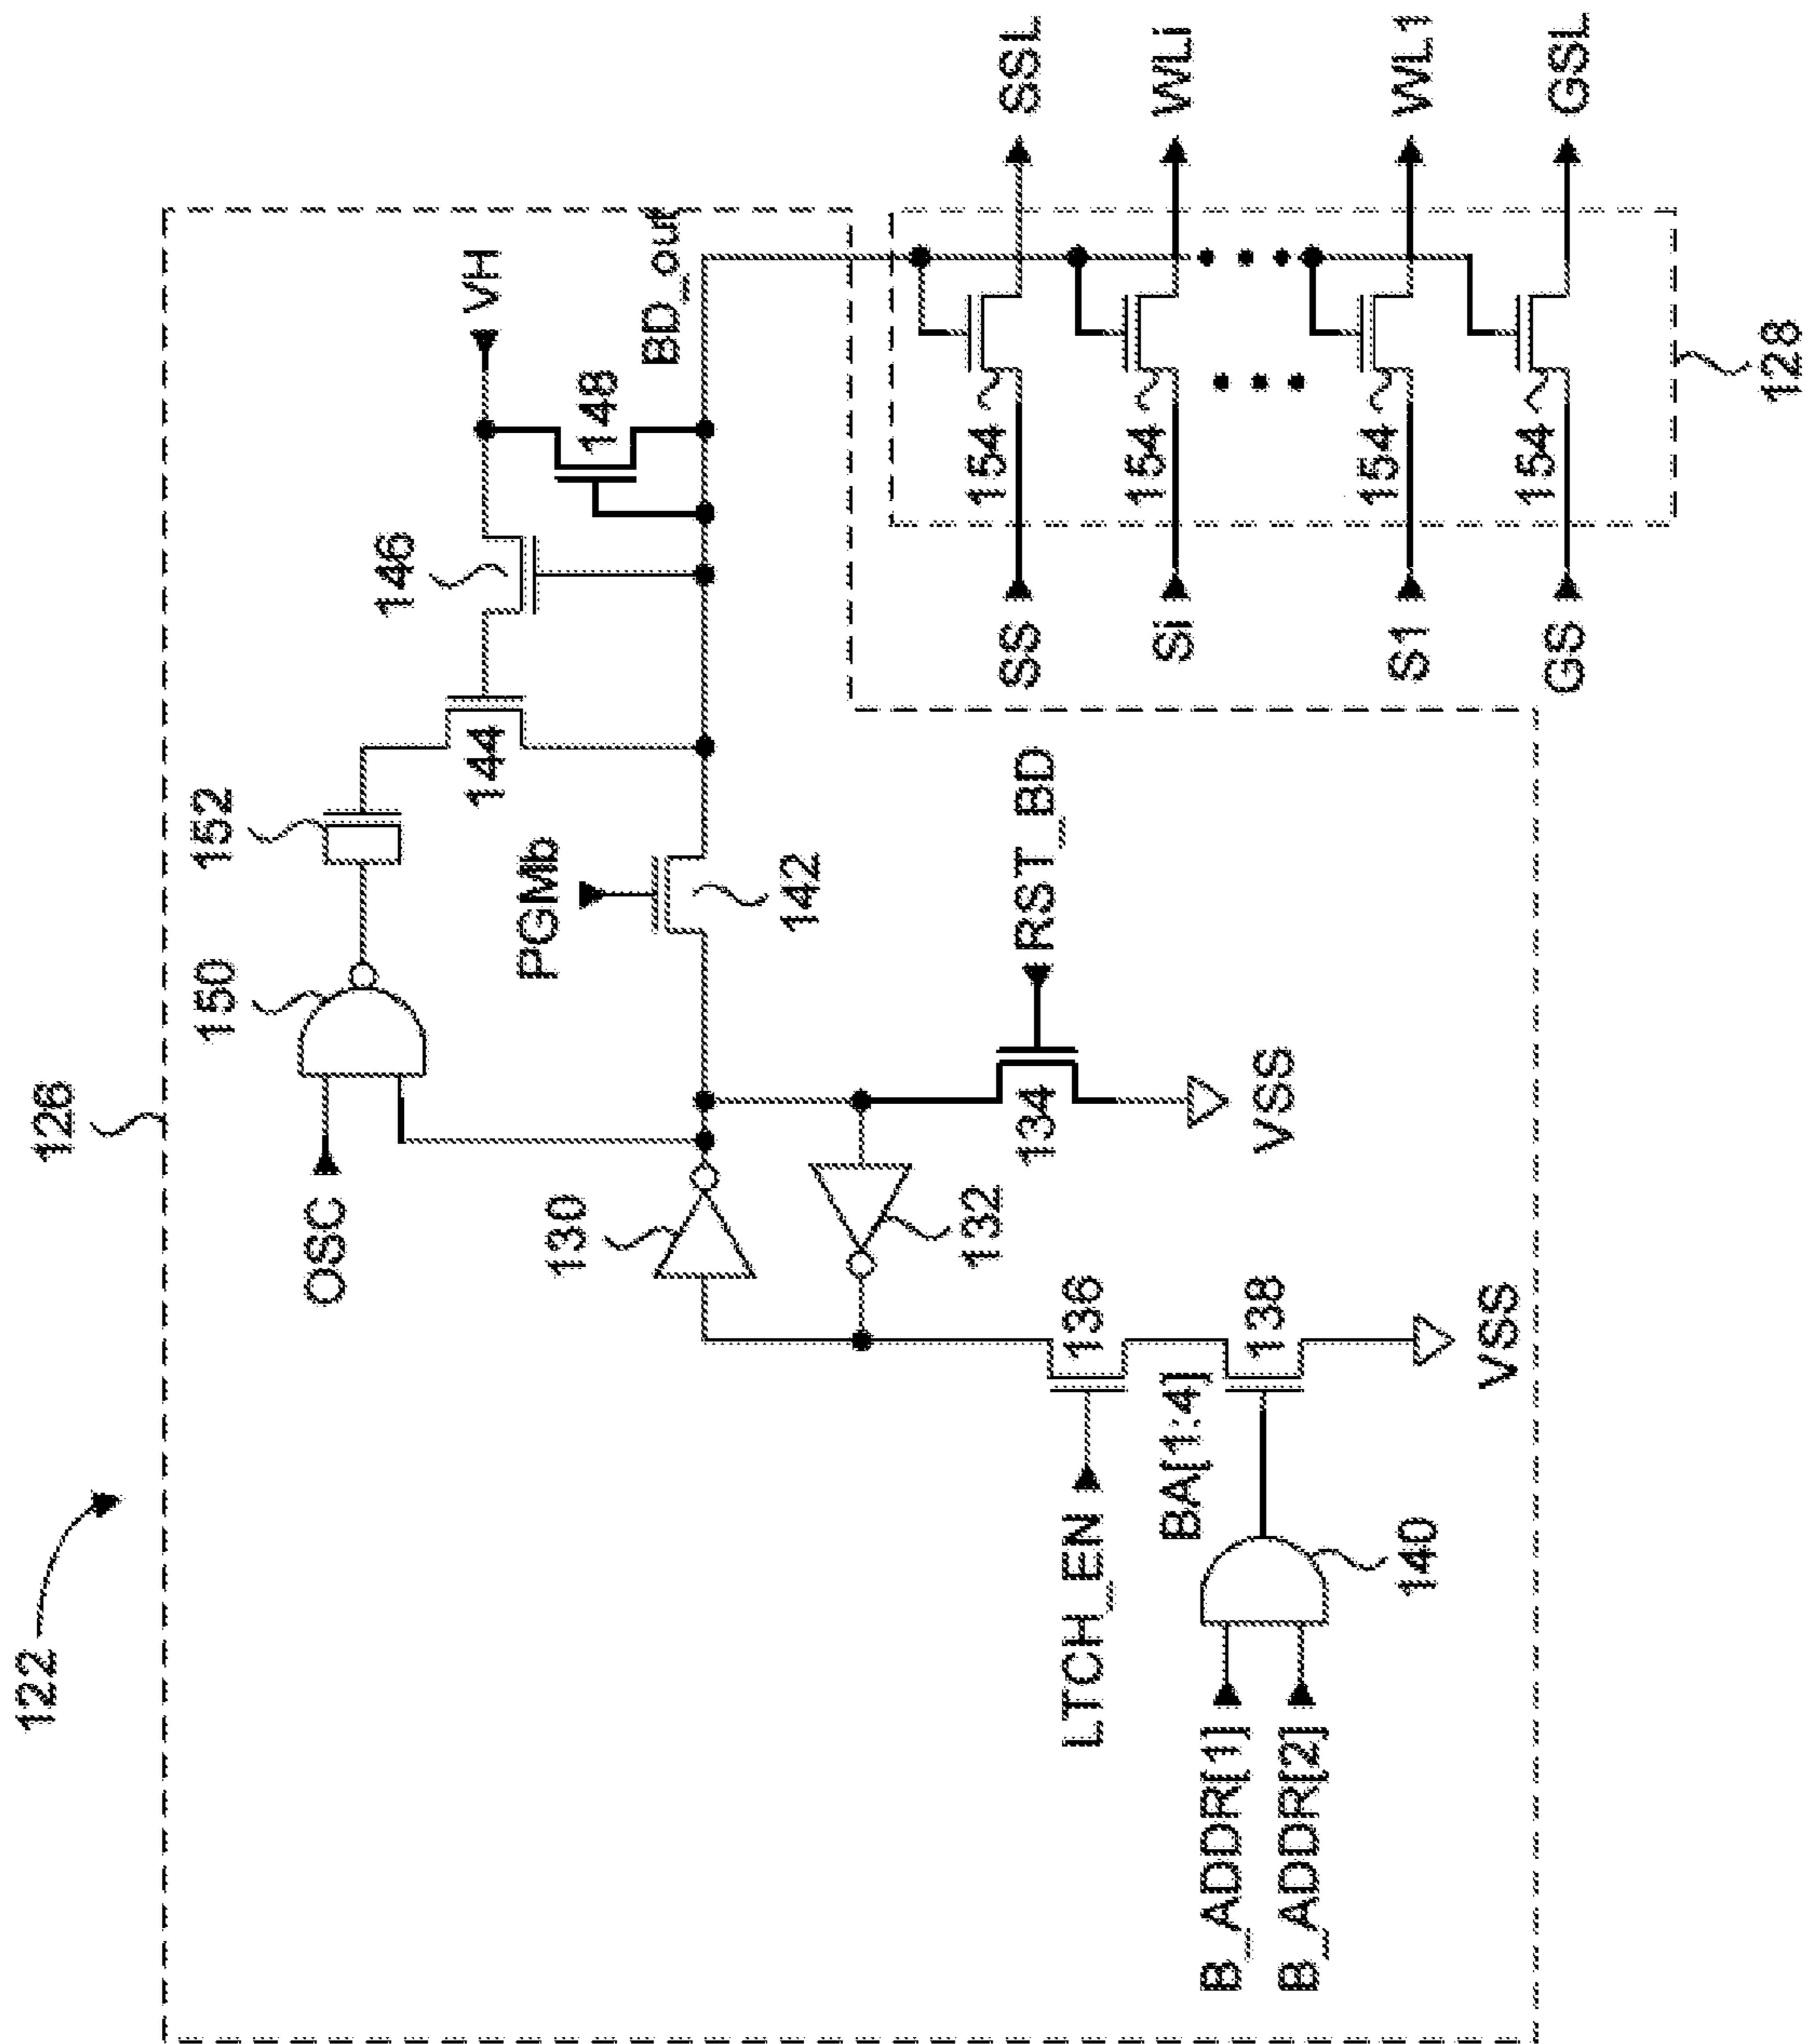 122
126
OSC
150
152
PGMb
142
144
146
VH
148
BD_out
130
132
134
RST_BD
VSS
LTCH_EN
136
BA[1:4]
138
B_ADDR[1]
B_ADDR[2]
140
VSS
SS
154
SSL
Si
154
WLi
S1
154
WL1
GS
154
GSL
128